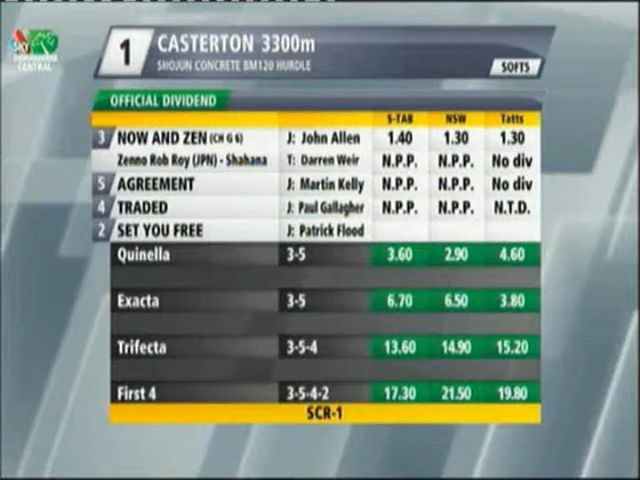 SKY
THOROUGHBRED
CENTRAL
1 CASTERTON 3300m
SHOJUN CONCRETE BM120 HURDLE
SOFT5
OFFICIAL DIVIDEND
S-TAB NSW Tatts
3 NOW AND ZEN (CH G 6) J: John Allen 1.40 1.30 1.30
Zenno Rob Roy (JPN) - Shahana T: Darren Weir N.P.P. N.P.P. No div
5 AGREEMENT J: Martin Kelly N.P.P. N.P.P. No div
4 TRADED J: Paul Gallagher N.P.P. N.P.P. N.T.D.
2 SET YOU FREE J: Patrick Flood
Quinella 3-5 3.60 2.90 4.60
Exacta 3-5 6.70 6.50 3.80
Trifecta 3-5-4 13.60 14.90 15.20
First 4 3-5-4-2 17.30 21.50 19.80
SCR-1